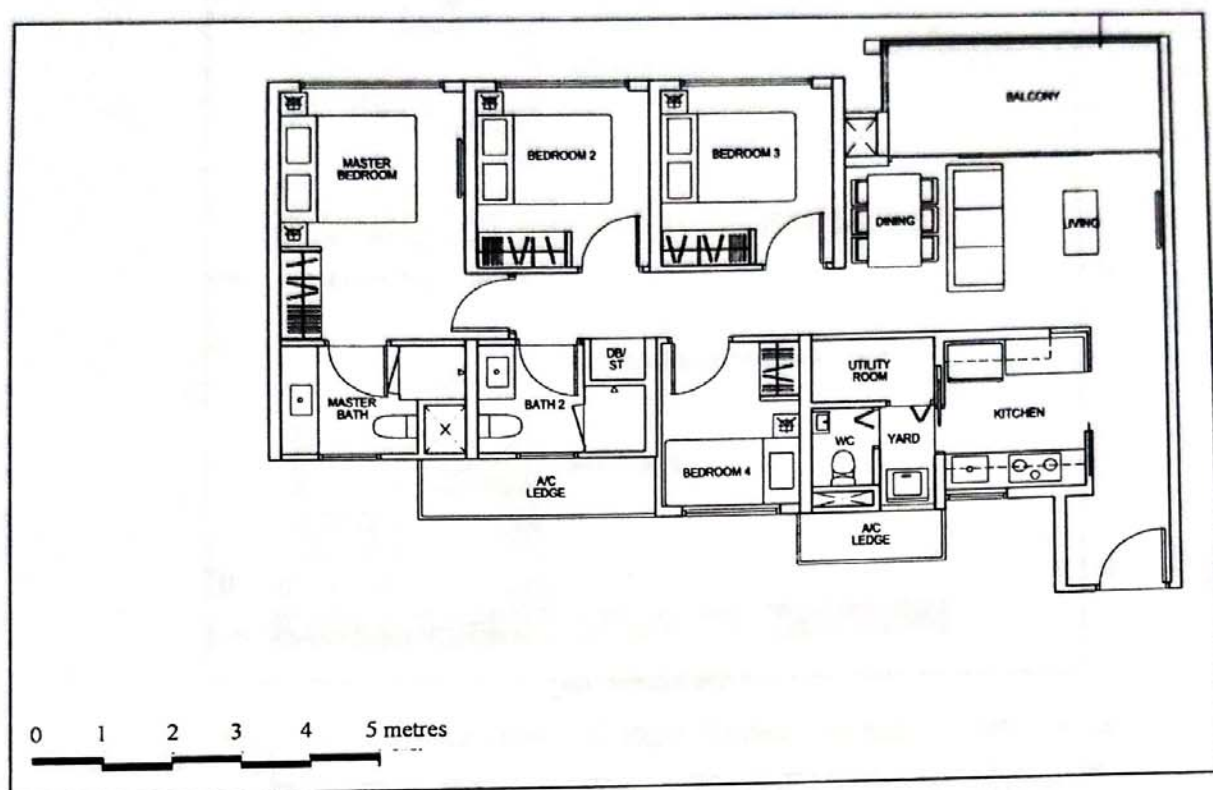 BALCONY
MASTER
BEDROOM
BEDROOM 2
BEDROOM 3
DINING
LIVING
DB/
ST
UTILITY
ROOM
MASTER
BATH
BATH 2
BEDROOM 4
WC
YARD
KITCHEN
A/C
LEDGE
A/C
LEDGE
0 1 2 3 4 5 metres